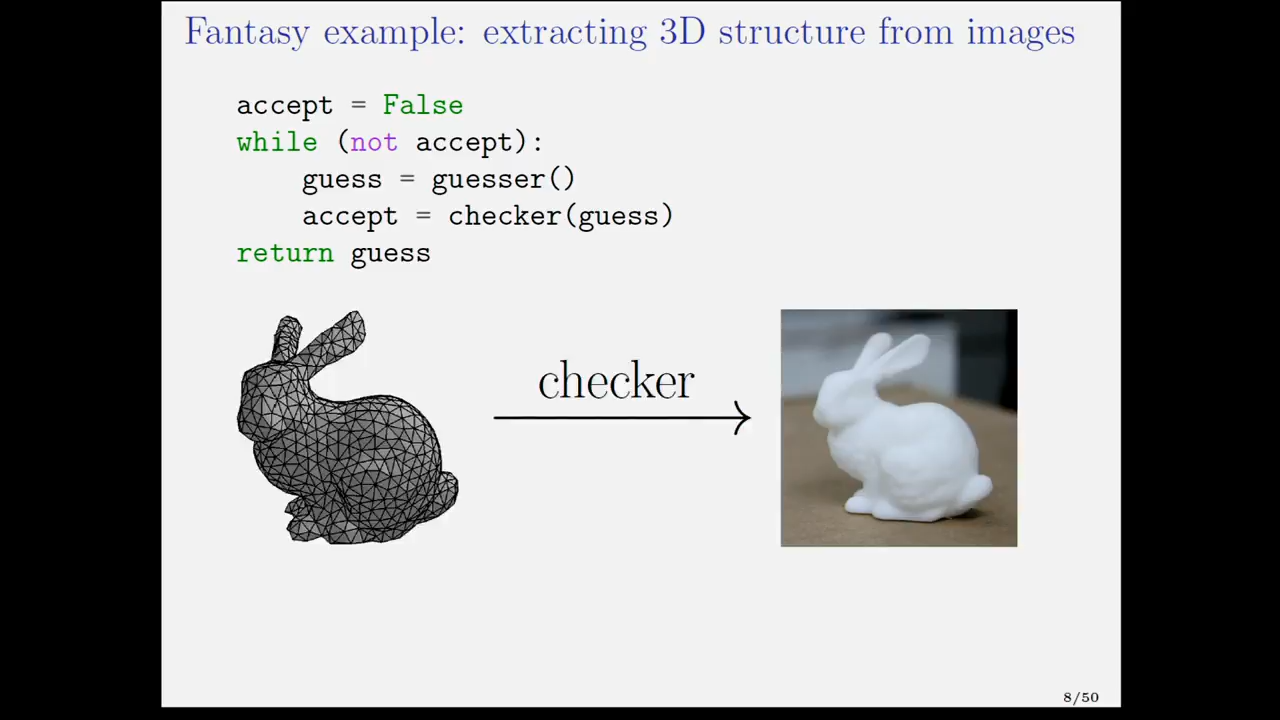 Fantasy example: extracting 3D structure from images
accept = False
while (not accept):
    guess = guesser()
    accept = checker(guess)
return guess
checker
8/50